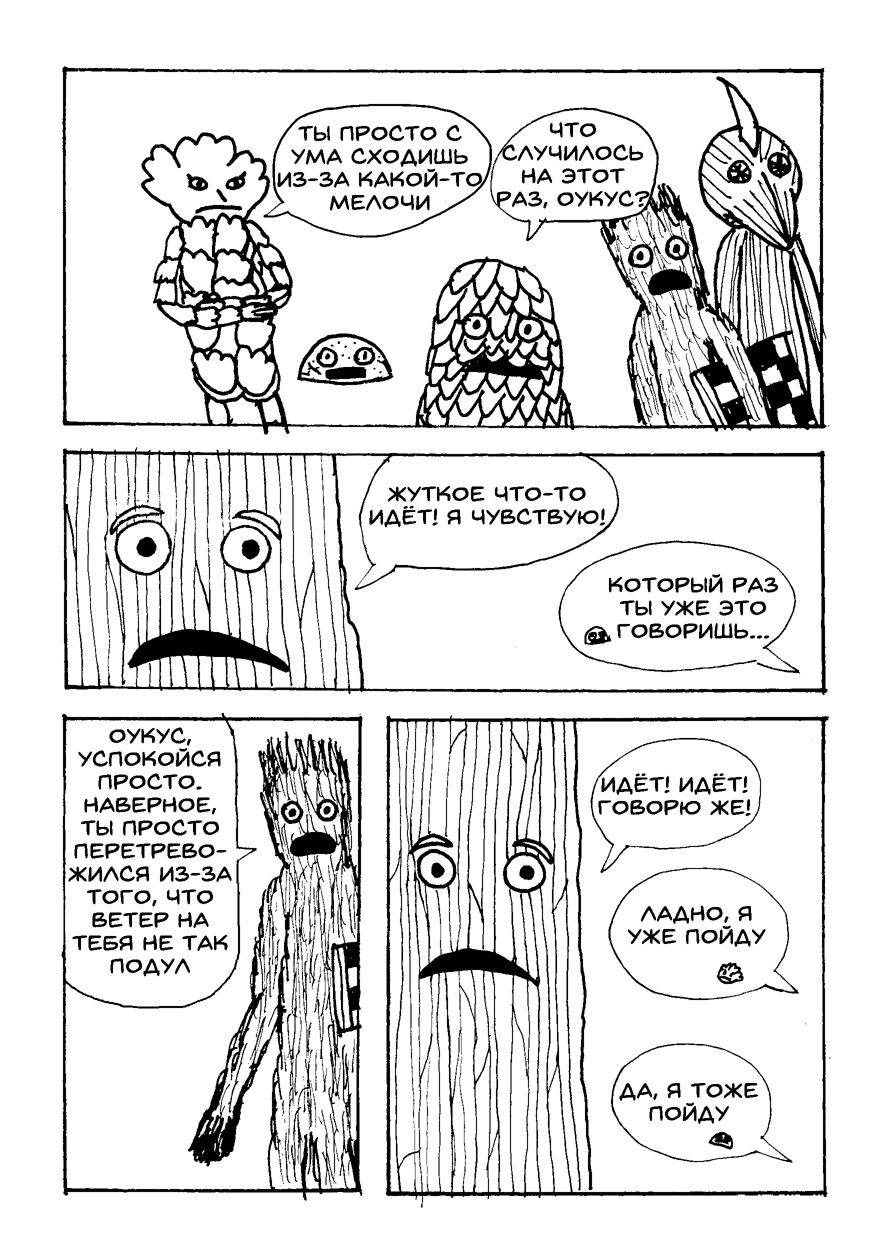 ТЫ ПРОСТО С
УМА СХОДИШЬ
ИЗ-ЗА КАКОЙ-ТО
МЕЛОЧИ
ЧТО
СЛУЧИЛОСЬ
НА ЭТОТ
РАЗ, ОУКУС?
ЖУТКОЕ ЧТО-ТО
ИДЁТ! Я ЧУВСТВУЮ!
КОТОРЫЙ РАЗ
ТЫ УЖЕ ЭТО
ГОВОРИШЬ...
ОУКУС,
УСПОКОЙСЯ
ПРОСТО.
НАВЕРНОЕ,
ТЫ ПРОСТО
ПЕРЕТРЕВО-
ЖИЛСЯ ИЗ-ЗА
ТОГО, ЧТО
ВЕТЕР НА
ТЕБЯ НЕ ТАК
ПОДУЛ
ИДЁТ! ИДЁТ!
ГОВОРЮ ЖЕ!
ЛАДНО, Я
УЖЕ ПОЙДУ
ДА, Я ТОЖЕ
ПОЙДУ